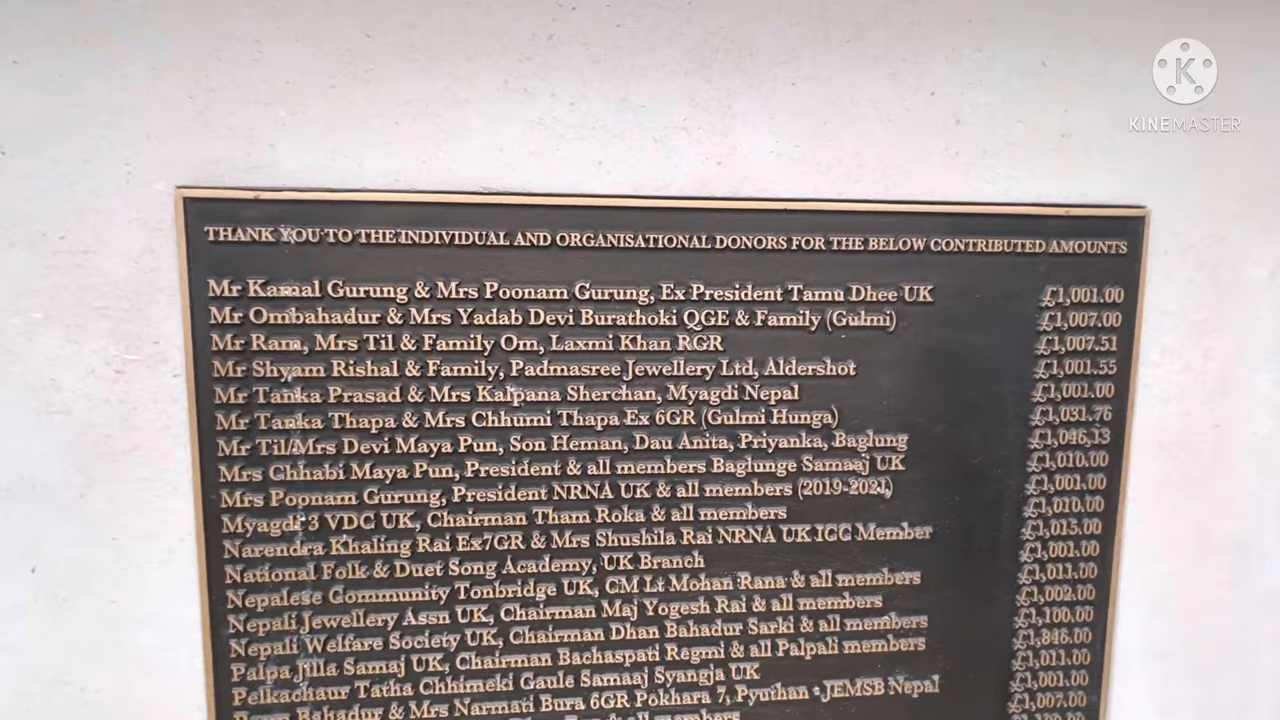 K
KINEMASTER
THANK YOU TO THE INDIVIDUAL AND ORGANISATIONAL DONORS FOR THE BELOW CONTRIBUTED AMOUNTS
Mr Kamal Gurung & Mrs Poonam Gurung, Ex President Tamu Dhee UK £1,001.00
Mr Ombahadur & Mrs Yadab Devi Burathoki QGE & Family (Gulmi) £1,007.00
Mr Ram, Mrs Til & Family Om, Laxmi Khan RGR £1,007.51
Mr Shyam Rishal & Family, Padmasree Jewellery Ltd, Aldershot £1,001.55
Mr Tanka Prasad & Mrs Kalpana Sherchan, Myagdi Nepal £1,001.00
Mr Tanka Thapa & Mrs Chhumi Thapa Ex 6GR (Gulmi Hunga) £1,031.76
Mr Til/Mrs Devi Maya Pun, Son Heman, Dau Anita, Priyanka, Baglung £1,046.13
Mrs Chhabi Maya Pun, President & all members Baglunge Samaaj UK £1,010.00
Mrs Poonam Gurung, President NRNA UK & all members (2019-2021) £1,001.00
Myagdi 3 VDC UK, Chairman Tham Roka & all members £1,010.00
Narendra Khaling Rai Ex7GR & Mrs Shushila Rai NRNA UK ICC Member £1,015.00
National Folk & Duet Song Academy, UK Branch £1,001.00
Nepalese Community Tonbridge UK, CM Lt Mohan Rana & all members £1,011.00
Nepali Jewellery Assn UK, Chairman Maj Yogesh Rai & all members £1,002.00
Nepali Welfare Society UK, Chairman Dhan Bahadur Sarki & all members £1,100.00
Palpa Jilla Samaj UK, Chairman Bachaspati Regmi & all Palpali members £1,846.00
Pelkachaur Tatha Chhimeki Gaule Samaaj Syangja UK £1,011.00
Bahadur & Mrs Narmati Bura 6GR Pokhara 7, Pyuthan - JEMSB Nepal £1,001.00
& all members £1,007.00